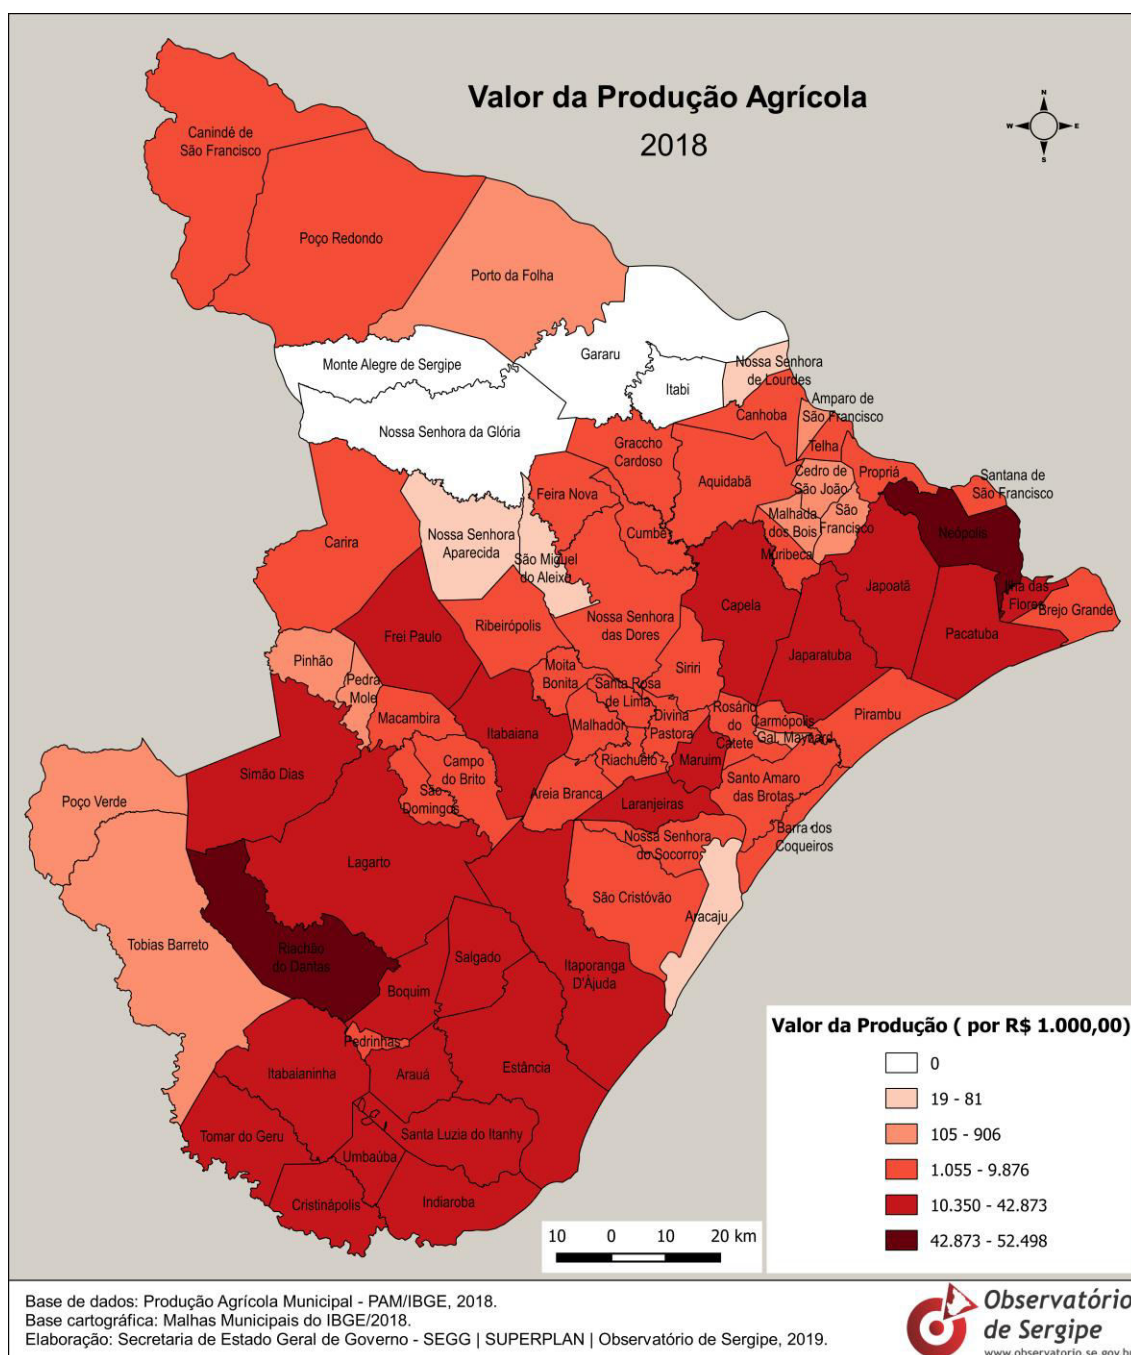 Valor da Produção Agrícola
2018
N
W
E
S
Canindé de
São Francisco
Poço Redondo
Porto da Folha
Monte Alegre de Sergipe
Gararu
Itabi
Nossa Senhora
de Lourdes
Nossa Senhora da Glória
Canhoba
Amparo de
São Francisco
Telha
Graccho
Cardoso
Aquidabã
Cedro de
São João
Propriá
Santana de
São Francisco
Feira Nova
Malhada
dos Bois
São
Francisco
Neópolis
Carira
Nossa Senhora
Aparecida
São Miguel
do Aleixo
Cumbe
Muribeca
Capela
Japoatã
Ilha das
Flores
Brejo Grande
Frei Paulo
Ribeirópolis
Nossa Senhora
das Dores
Japaratuba
Pacatuba
Pinhão
Pedra
Mole
Moita
Bonita
Santa Rosa
de Lima
Siriri
Macambira
Itabaiana
Malhador
Divina
Pastora
Rosário
do
Catete
Carmópolis
Gal. Maynard
Pirambu
Simão Dias
Campo
do Brito
São
Domingos
Areia Branca
Riachuelo
Maruim
Santo Amaro
das Brotas
Poço Verde
Laranjeiras
Barra dos
Coqueiros
Nossa Senhora
do Socorro
Lagarto
São Cristóvão
Aracaju
Tobias Barreto
Riachão
do Dantas
Salgado
Itaporanga
D'Ájuda
Boquim
Pedrinhas
Itabaianinha
Arauá
Estância
Tomar do Geru
Santa Luzia do Itanhy
Umbaúba
Cristinápolis
Indiaroba
Valor da Produção ( por R$ 1.000,00)
0
19 - 81
105 - 906
1.055 - 9.876
10.350 - 42.873
42.873 - 52.498
10 0 10 20 km
Base de dados: Produção Agrícola Municipal - PAM/IBGE, 2018.
Base cartográfica: Malhas Municipais do IBGE/2018.
Elaboração: Secretaria de Estado Geral de Governo - SEGG | SUPERPLAN | Observatório de Sergipe, 2019.
Observatório
de Sergipe
www.observatorio.se.gov.br